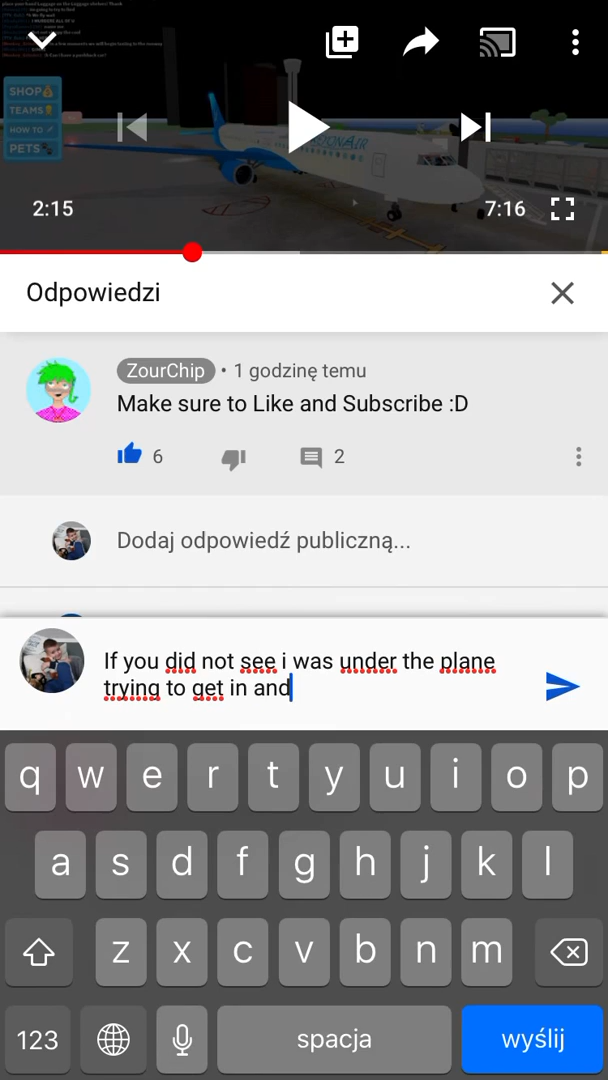 SHOP
TEAMS
HOW TO
PETS
2:15
7:16
Odpowiedzi
ZourChip • 1 godzinę temu
Make sure to Like and Subscribe :D
6
2
Dodaj odpowiedź publiczną...
If you did not see i was under the plane
trying to get in and
q w e r t y u i o p
a s d f g h j k l
z x c v b n m
123 spacja wyślij